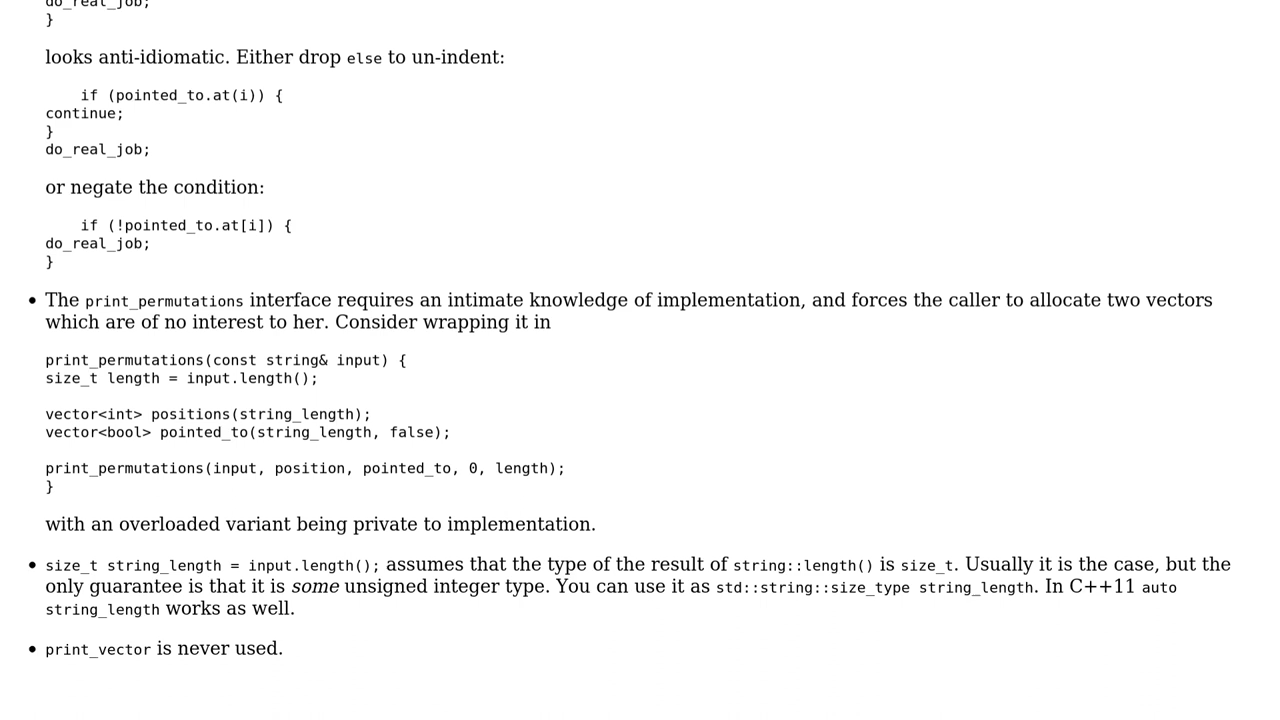 do_real_job;
}
looks anti-idiomatic. Either drop else to un-indent:
    if (pointed_to.at(i)) {
continue;
}
do_real_job;
or negate the condition:
    if (!pointed_to.at[i]) {
do_real_job;
}
• The print_permutations interface requires an intimate knowledge of implementation, and forces the caller to allocate two vectors
which are of no interest to her. Consider wrapping it in
print_permutations(const string& input) {
size_t length = input.length();
vector<int> positions(string_length);
vector<bool> pointed_to(string_length, false);
print_permutations(input, position, pointed_to, 0, length);
}
with an overloaded variant being private to implementation.
• size_t string_length = input.length(); assumes that the type of the result of string::length() is size_t. Usually it is the case, but the
only guarantee is that it is some unsigned integer type. You can use it as std::string::size_type string_length. In C++11 auto
string_length works as well.
• print_vector is never used.